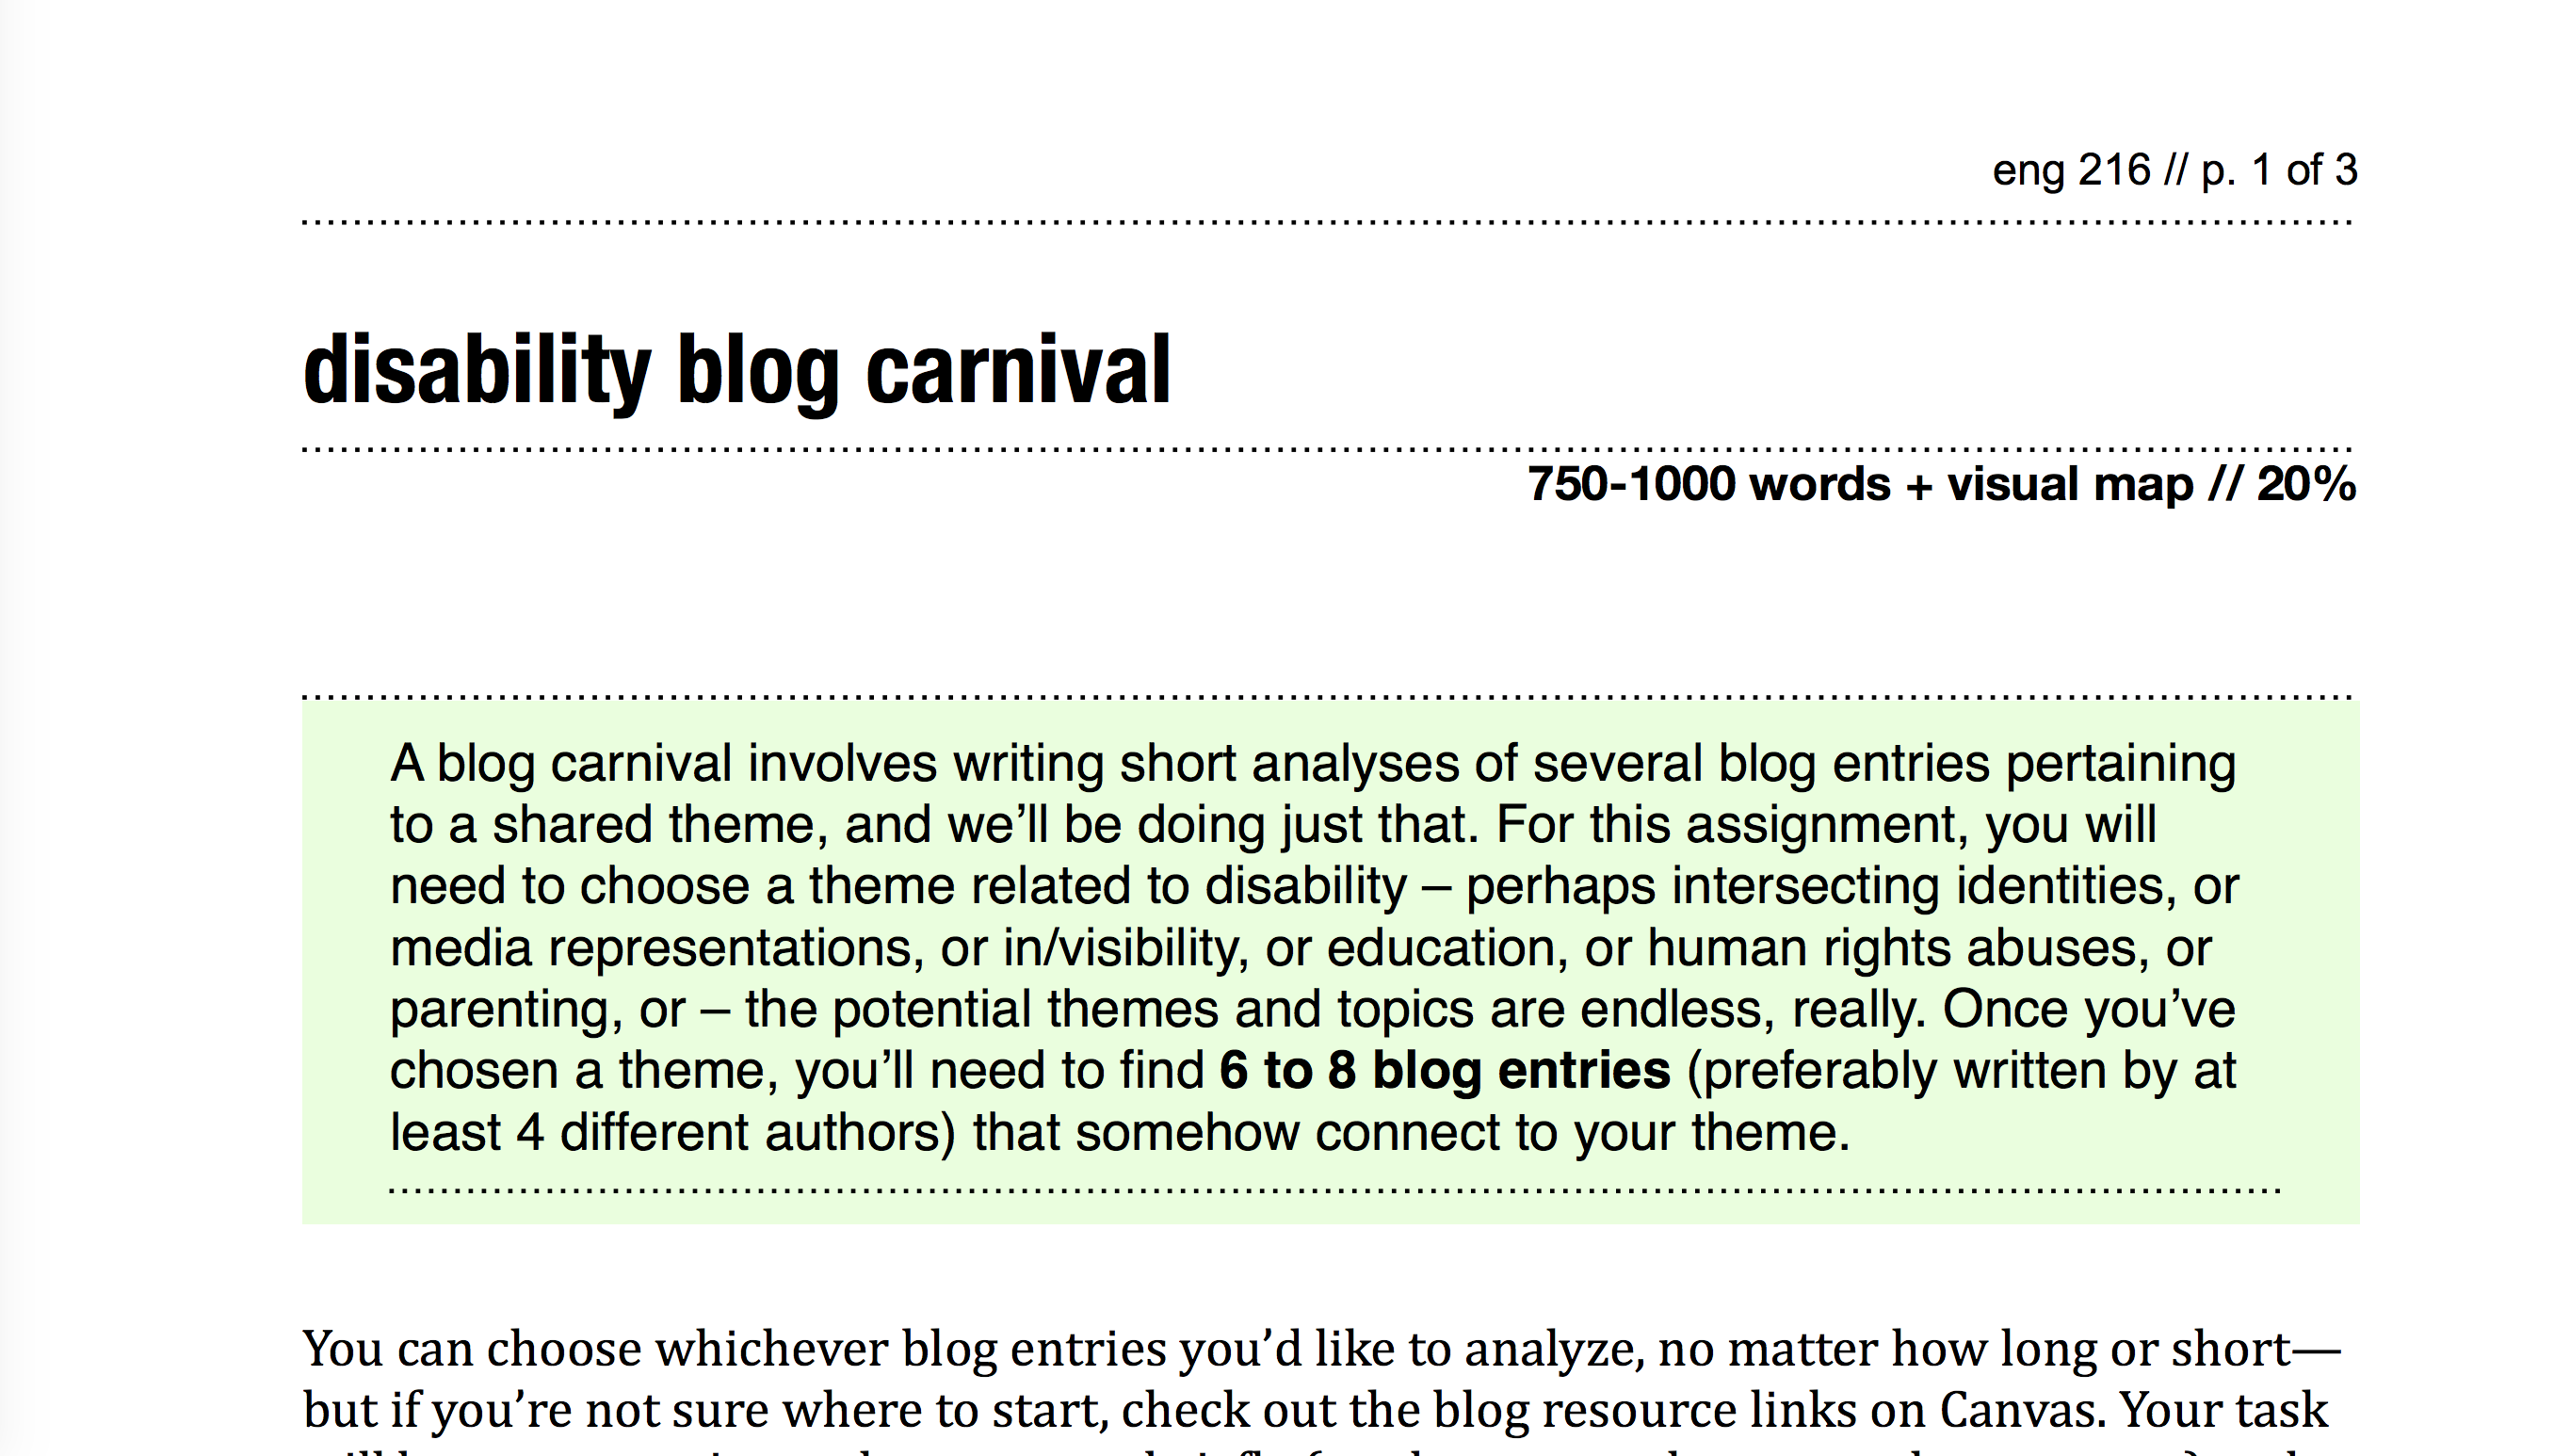 eng 216 // p. 1 of 3
disability blog carnival
750-1000 words + visual map // 20%
A blog carnival involves writing short analyses of several blog entries pertaining
to a shared theme, and we’ll be doing just that. For this assignment, you will
need to choose a theme related to disability – perhaps intersecting identities, or
media representations, or in/visibility, or education, or human rights abuses, or
parenting, or – the potential themes and topics are endless, really. Once you’ve
chosen a theme, you’ll need to find 6 to 8 blog entries (preferably written by at
least 4 different authors) that somehow connect to your theme.
You can choose whichever blog entries you’d like to analyze, no matter how long or short—
but if you’re not sure where to start, check out the blog resource links on Canvas. Your task